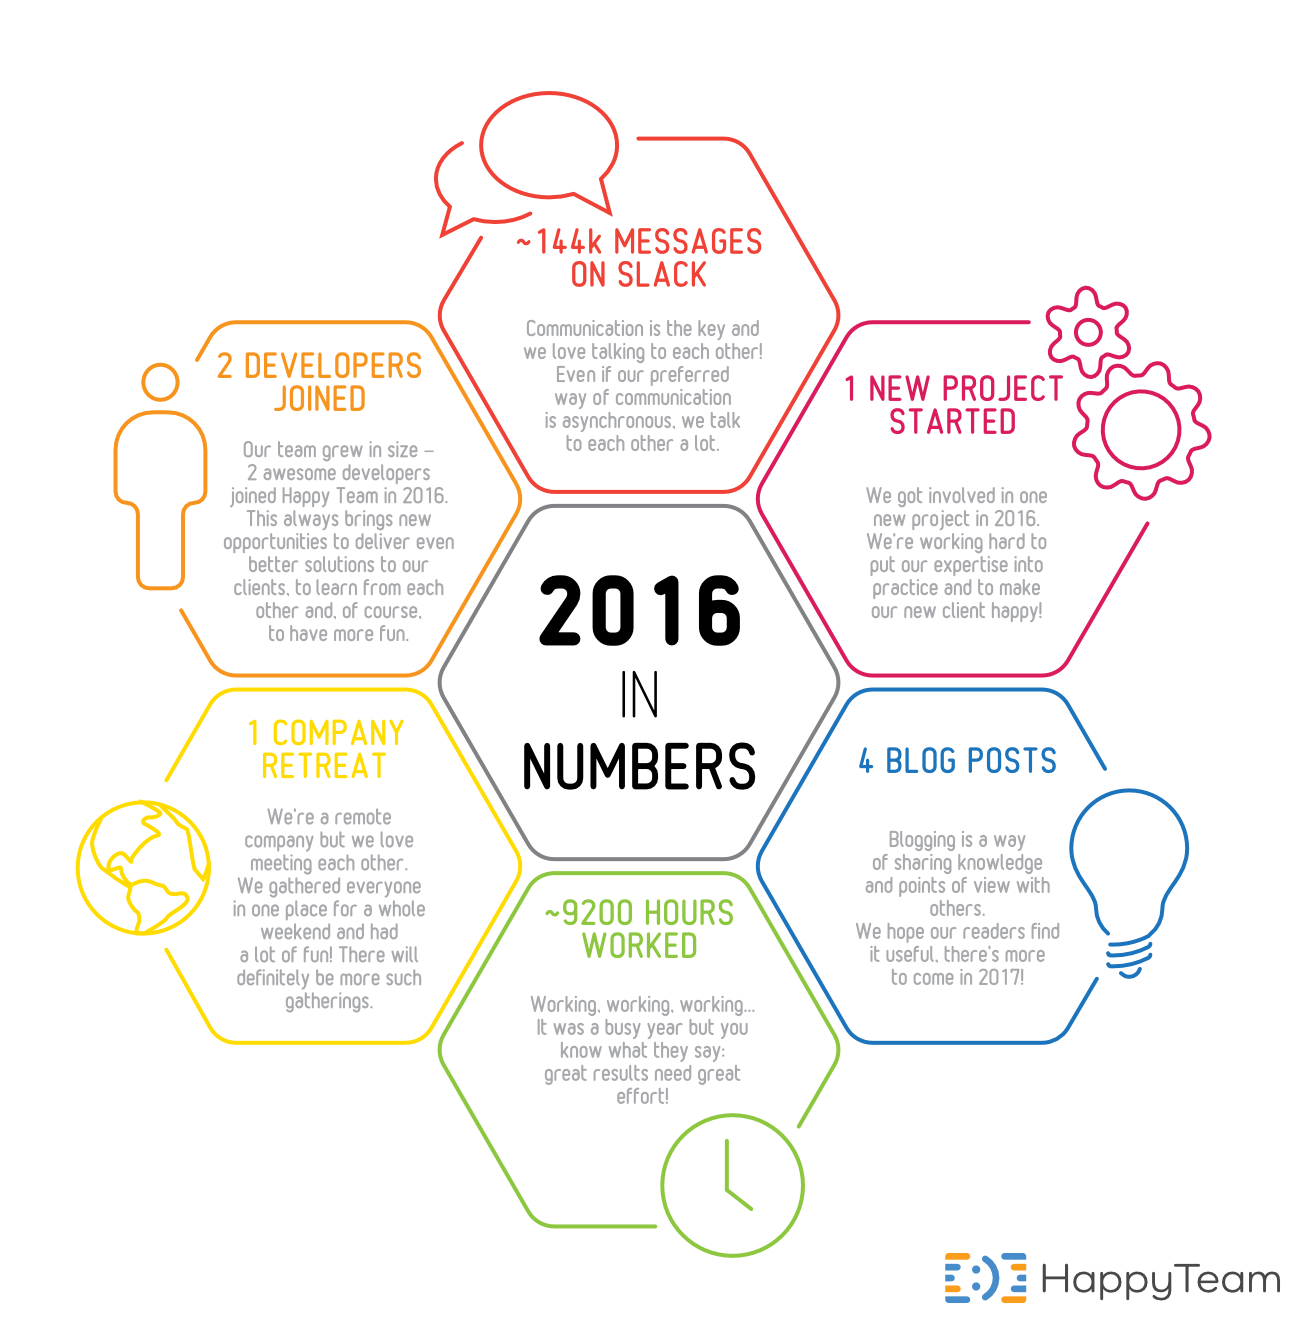 ~144k MESSAGES
ON SLACK
Communication is the key and
we love talking to each other!
Even if our preferred
way of communication
is asynchronous, we talk
to each other a lot.
2 DEVELOPERS
JOINED
Our team grew in size –
2 awesome developers
joined Happy Team in 2016.
This always brings new
opportunities to deliver even
better solutions to our
clients, to learn from each
other and, of course,
to have more fun.
1 NEW PROJECT
STARTED
We got involved in one
new project in 2016.
We're working hard to
put our expertise into
practice and to make
our new client happy!
2016
IN
NUMBERS
1 COMPANY
RETREAT
We're a remote
company but we love
meeting each other.
We gathered everyone
in one place for a whole
weekend and had
a lot of fun! There will
definitely be more such
gatherings.
4 BLOG POSTS
Blogging is a way
of sharing knowledge
and points of view with
others.
We hope our readers find
it useful, there's more
to come in 2017!
~9200 HOURS
WORKED
Working, working, working...
It was a busy year but you
know what they say:
great results need great
effort!
HappyTeam